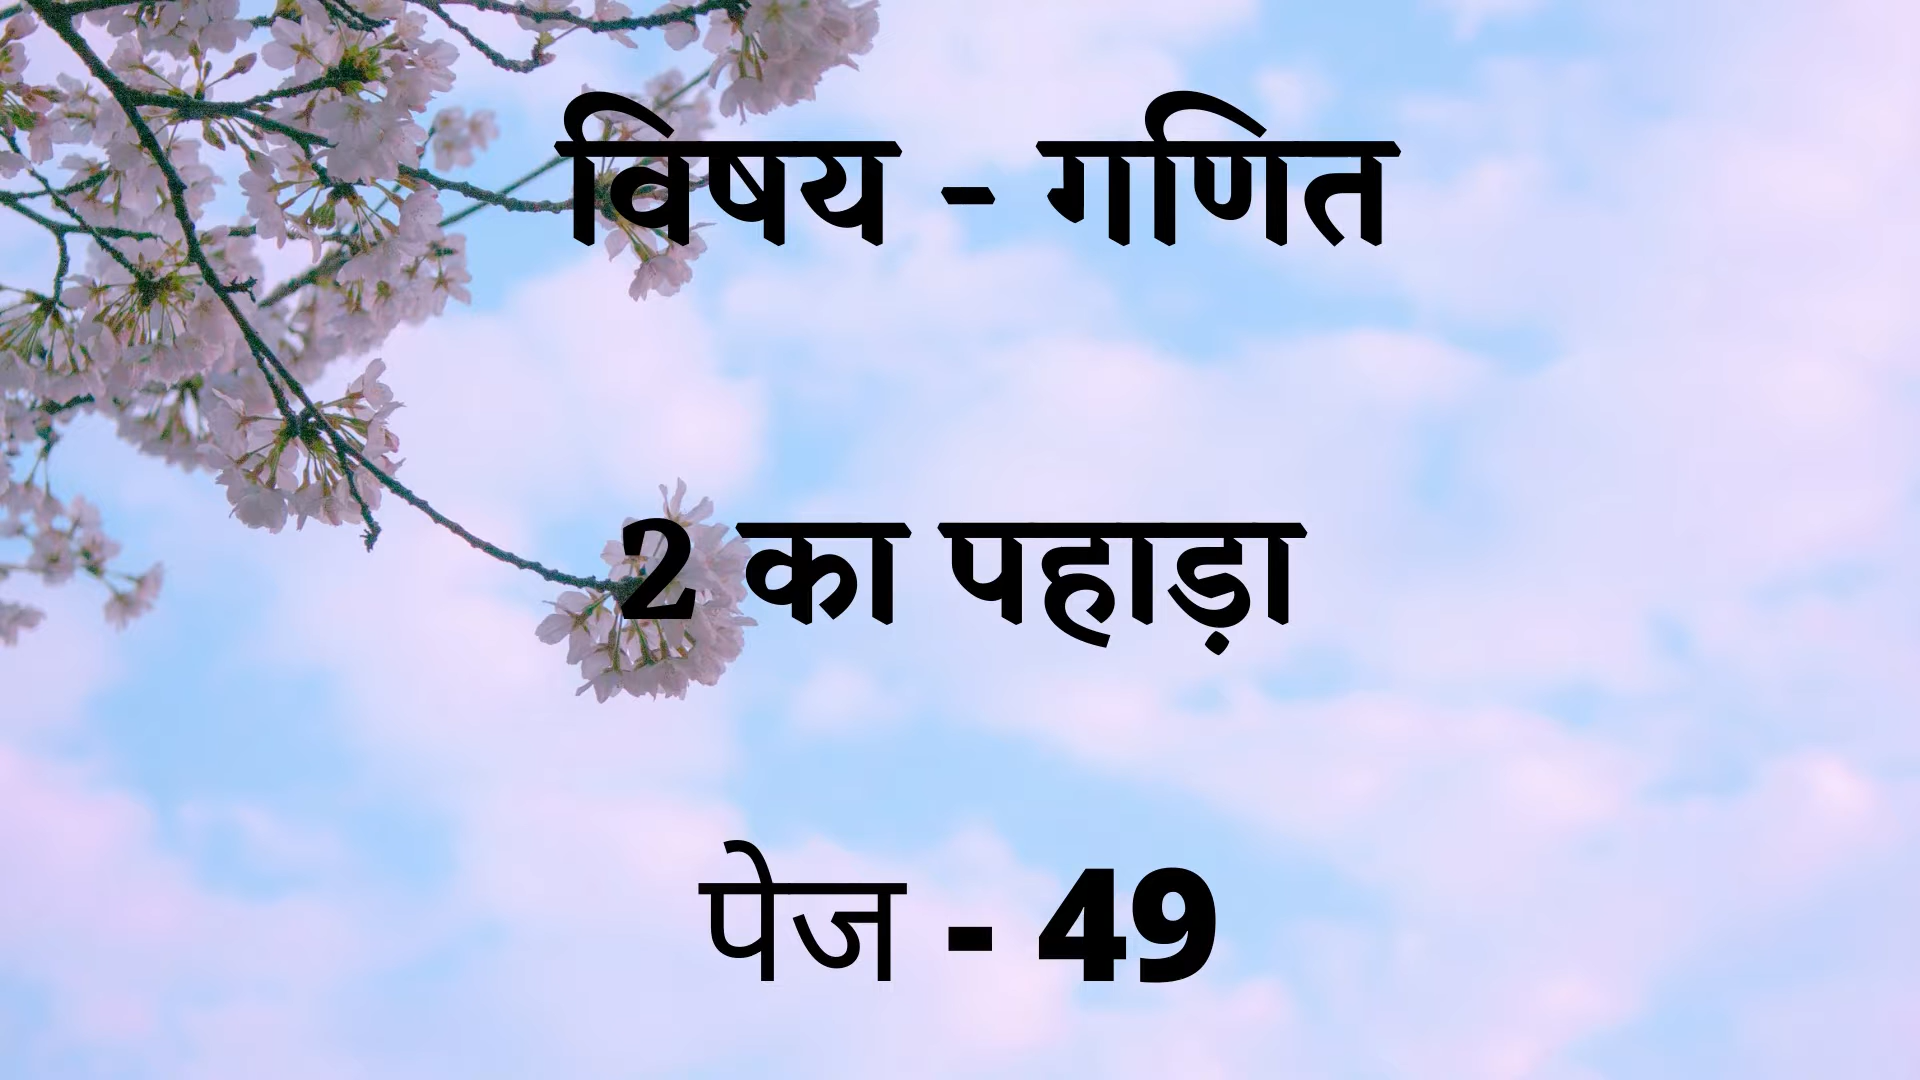 विषय - गणित
2 का पहाड़ा
पेज - 49